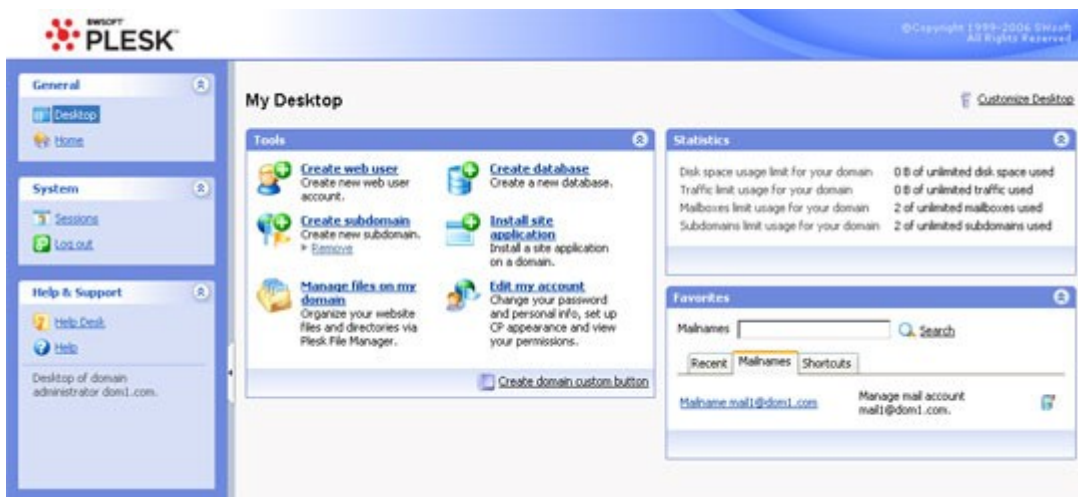 SWSOFT
PLESK
©Copyright 1999-2006 SWsoft
All Rights Reserved
General
Desktop
Home
System
Sessions
Log out
Help & Support
Help Desk
Help
Desktop of domain
administrator dom1.com.
My Desktop
Customize Desktop
Tools
Create web user
Create new web user
account.
Create database
Create a new database.
Create subdomain
Create new subdomain.
Remove
Install site
application
Install a site application
on a domain.
Manage files on my
domain
Organize your website
files and directories via
Plesk File Manager.
Edit my account
Change your password
and personal info, set up
CP appearance and view
your permissions.
Create domain custom button
Statistics
Disk space usage limit for your domain 0 B of unlimited disk space used
Traffic limit usage for your domain 0 B of unlimited traffic used
Mailboxes limit usage for your domain 2 of unlimited mailboxes used
Subdomains limit usage for your domain 2 of unlimited subdomains used
Favorites
Mailnames Search
Recent Mailnames Shortcuts
Mailname mail1@dom1.com
Manage mail account
mail1@dom1.com.